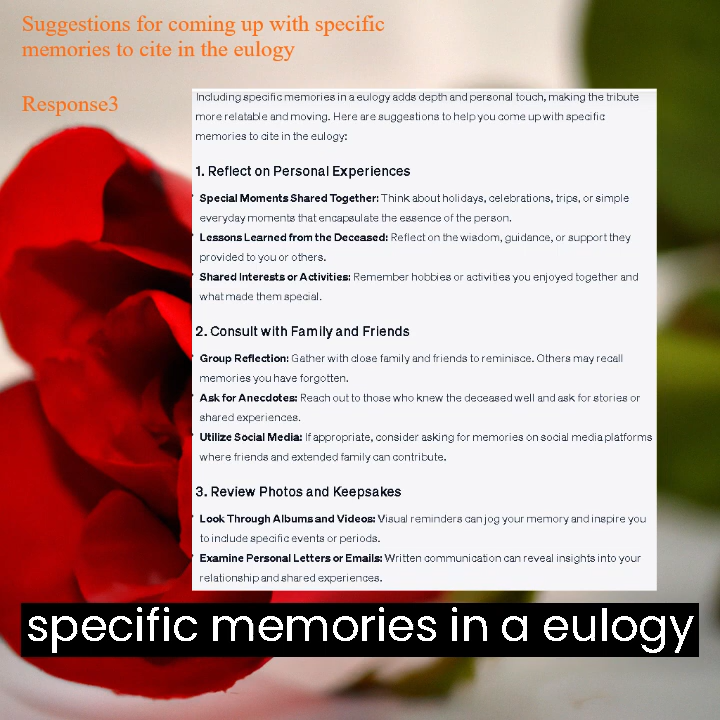 Suggestions for coming up with specific
memories to cite in the eulogy
Response3
Including specific memories in a eulogy adds depth and personal touch, making the tribute
more relatable and moving. Here are suggestions to help you come up with specific
memories to cite in the eulogy:
1. Reflect on Personal Experiences
Special Moments Shared Together: Think about holidays, celebrations, trips, or simple
everyday moments that encapsulate the essence of the person.
Lessons Learned from the Deceased: Reflect on the wisdom, guidance, or support they
provided to you or others.
Shared Interests or Activities: Remember hobbies or activities you enjoyed together and
what made them special.
2. Consult with Family and Friends
Group Reflection: Gather with close family and friends to reminisce. Others may recall
memories you have forgotten.
Ask for Anecdotes: Reach out to those who knew the deceased well and ask for stories or
shared experiences.
Utilize Social Media: If appropriate, consider asking for memories on social media platforms
where friends and extended family can contribute.
3. Review Photos and Keepsakes
Look Through Albums and Videos: Visual reminders can jog your memory and inspire you
to include specific events or periods.
Examine Personal Letters or Emails: Written communication can reveal insights into your
relationship and shared experiences.
specific memories in a eulogy